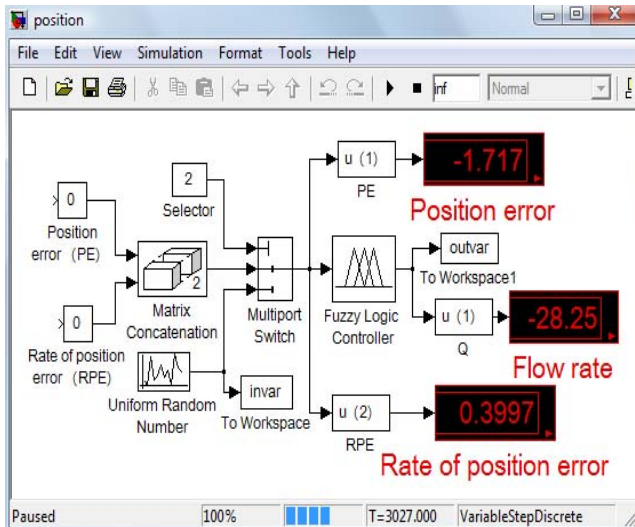 position
File Edit View Simulation Format Tools Help
inf Normal
0
Position
error (PE)
0
Rate of position
error (RPE)
2
Selector
2
Matrix
Concatenation
Uniform Random
Number
invar
To Workspace
Multiport
Switch
u (1)
PE
-1.717
Position error
Fuzzy Logic
Controller
outvar
To Workspace1
u (1)
Q
-28.25
Flow rate
u (2)
RPE
0.3997
Rate of position error
Paused 100% T=3027.000 VariableStepDiscrete